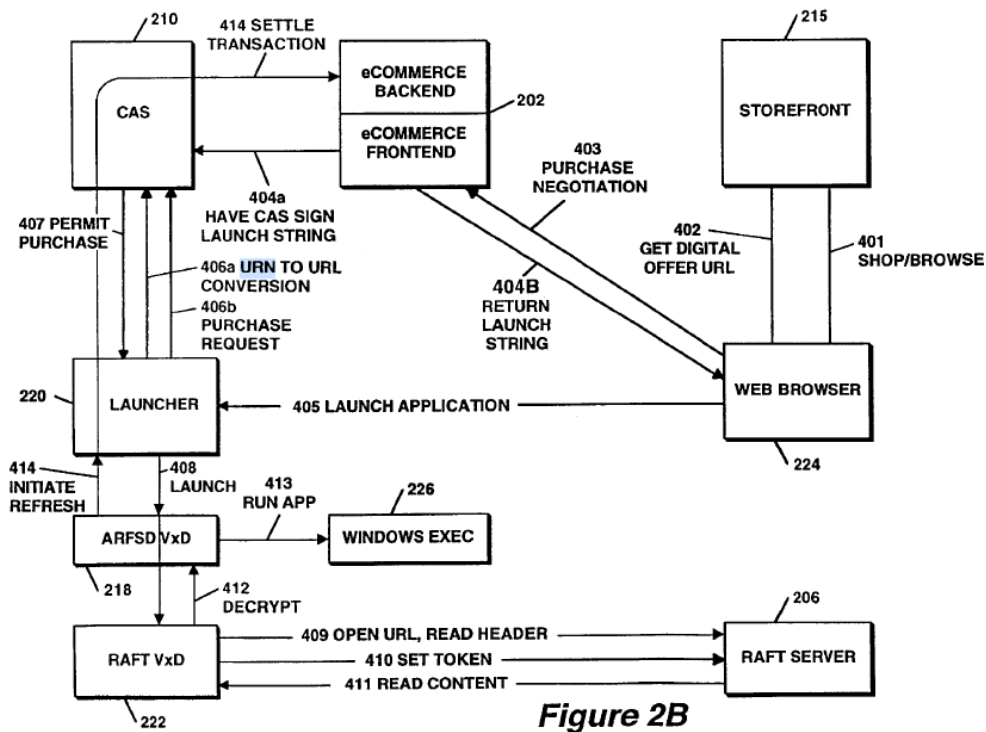 210
414 SETTLE
TRANSACTION
215
CAS
eCOMMERCE
BACKEND
eCOMMERCE
FRONTEND
202
STOREFRONT
403
PURCHASE
NEGOTIATION
404a
HAVE CAS SIGN
LAUNCH STRING
407 PERMIT
PURCHASE
406a URN TO URL
CONVERSION
406b
PURCHASE
REQUEST
402
GET DIGITAL
OFFER URL
401
SHOP/BROWSE
404B
RETURN
LAUNCH
STRING
220
LAUNCHER
405 LAUNCH APPLICATION
WEB BROWSER
224
414
INITIATE
REFRESH
408
LAUNCH
413
RUN APP
226
ARFSD VxD
WINDOWS EXEC
218
412
DECRYPT
206
RAFT VxD
409 OPEN URL, READ HEADER
410 SET TOKEN
411 READ CONTENT
RAFT SERVER
222
Figure 2B